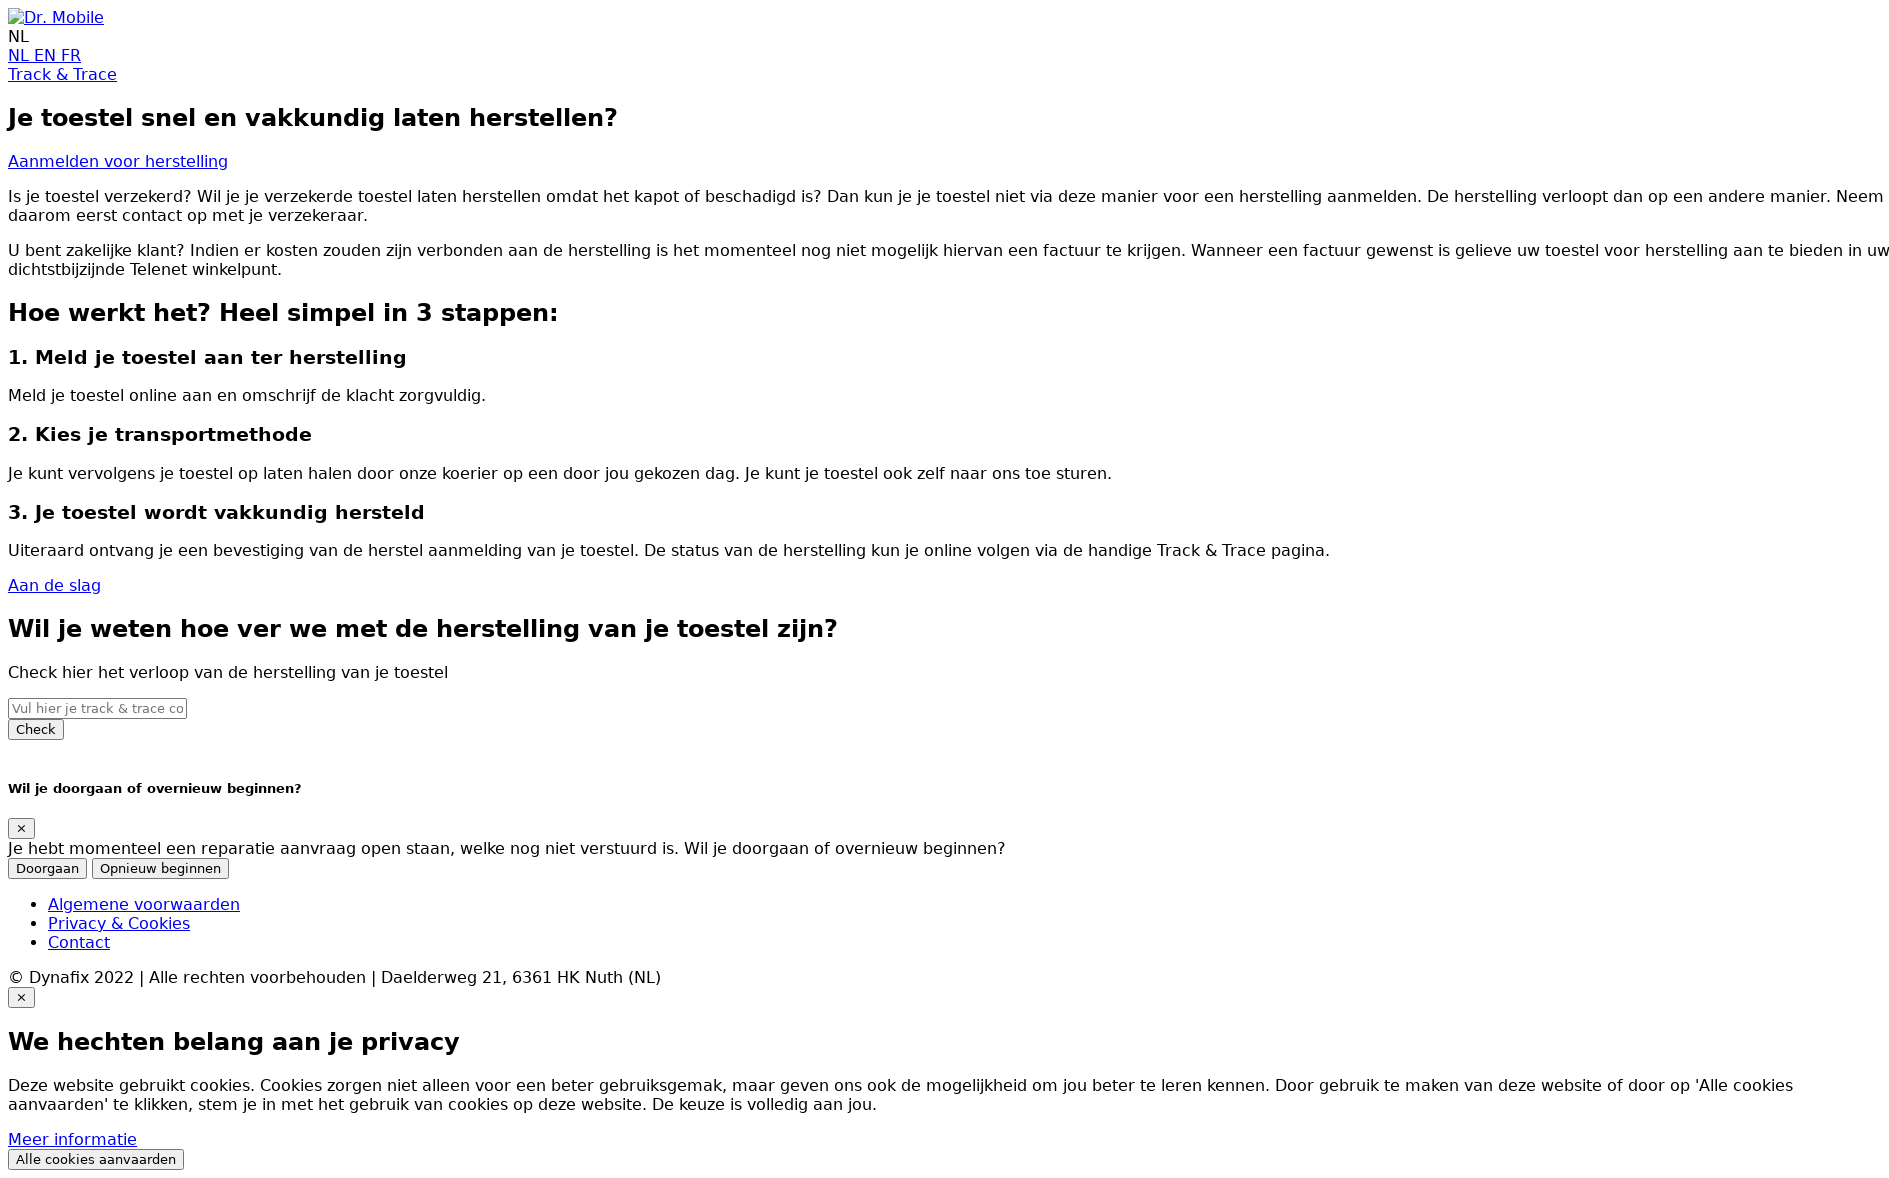 Dr. Mobile
NL
NL EN FR
Track & Trace
Je toestel snel en vakkundig laten herstellen?
Aanmelden voor herstelling
Is je toestel verzekerd? Wil je je verzekerde toestel laten herstellen omdat het kapot of beschadigd is? Dan kun je je toestel niet via deze manier voor een herstelling aanmelden. De herstelling verloopt dan op een andere manier. Neem
daarom eerst contact op met je verzekeraar.
U bent zakelijke klant? Indien er kosten zouden zijn verbonden aan de herstelling is het momenteel nog niet mogelijk hiervan een factuur te krijgen. Wanneer een factuur gewenst is gelieve uw toestel voor herstelling aan te bieden in uw
dichtstbijzijnde Telenet winkelpunt.
Hoe werkt het? Heel simpel in 3 stappen:
1. Meld je toestel aan ter herstelling
Meld je toestel online aan en omschrijf de klacht zorgvuldig.
2. Kies je transportmethode
Je kunt vervolgens je toestel op laten halen door onze koerier op een door jou gekozen dag. Je kunt je toestel ook zelf naar ons toe sturen.
3. Je toestel wordt vakkundig hersteld
Uiteraard ontvang je een bevestiging van de herstel aanmelding van je toestel. De status van de herstelling kun je online volgen via de handige Track & Trace pagina.
Aan de slag
Wil je weten hoe ver we met de herstelling van je toestel zijn?
Check hier het verloop van de herstelling van je toestel
Vul hier je track & trace co
Check
Wil je doorgaan of overnieuw beginnen?
×
Je hebt momenteel een reparatie aanvraag open staan, welke nog niet verstuurd is. Wil je doorgaan of overnieuw beginnen?
Doorgaan Opnieuw beginnen
• Algemene voorwaarden
• Privacy & Cookies
• Contact
© Dynafix 2022 | Alle rechten voorbehouden | Daelderweg 21, 6361 HK Nuth (NL)
×
We hechten belang aan je privacy
Deze website gebruikt cookies. Cookies zorgen niet alleen voor een beter gebruiksgemak, maar geven ons ook de mogelijkheid om jou beter te leren kennen. Door gebruik te maken van deze website of door op 'Alle cookies
aanvaarden' te klikken, stem je in met het gebruik van cookies op deze website. De keuze is volledig aan jou.
Meer informatie
Alle cookies aanvaarden